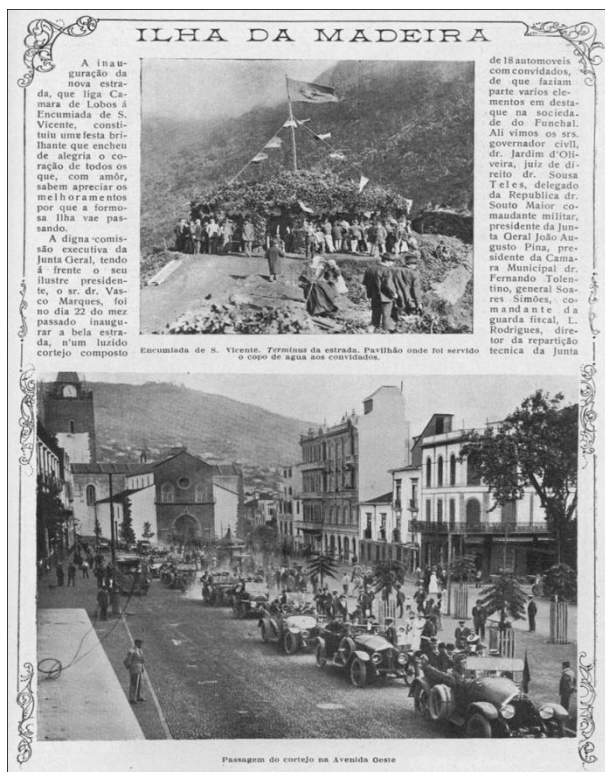 ILHA DA MADEIRA
A inau-
guração da
nova estra-
da, que liga Ca-
mara de Lobos á
Encumiada de S.
Vicente, consti-
tuiu uma festa bri-
lhante que encheu
de alegria o co-
ração de todos os
que, com amôr,
sabem apreciar os
melhoramentos
por que a formo-
sa Ilha vae pas-
sando.
A digna comis-
são executiva da
Junta Geral, tendo
á frente o seu
ilustre presiden-
te, o sr. dr. Vas-
co Marques, foi
no dia 22 do mez
passado inaugu-
rar a bela estra-
da, n'um luzido
cortejo composto
Encumiada de S. Vicente. Terminus da estrada. Pavilhão onde foi servido
o copo de agua aos convidados.
de 18 automoveis
com convidados,
de que faziam
parte varios ele-
mentos em desta-
que na socieda-
de do Funchal.
Ali vimos os srs.
governador civil,
dr. Jardim d'Oli-
veira, juiz de di-
reito dr. Sousa
Teles, delegado
da Republica dr.
Souto Maior co-
maudante militar,
presidente da Jun-
ta Geral João Au-
gusto Pina, pre-
sidente da Cama-
ra Municipal dr.
Fernando Tolen-
tino, general Soa-
res Simões, co-
mandante da
guarda fiscal, L.
Rodrigues, dire-
tor da repartição
tecnica da Junta
Passagem do cortejo na Avenida Oeste